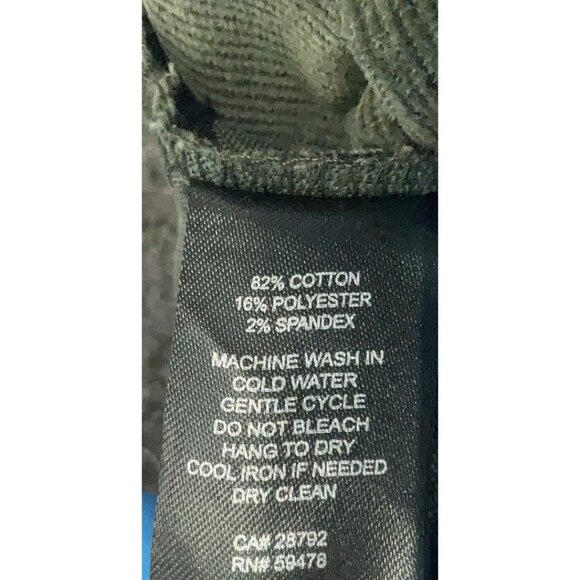 82% COTTON
16% POLYESTER
2% SPANDEX
MACHINE WASH IN
COLD WATER
GENTLE CYCLE
DO NOT BLEACH
HANG TO DRY
COOL IRON IF NEEDED
DRY CLEAN
CA# 28792
RN# 59478